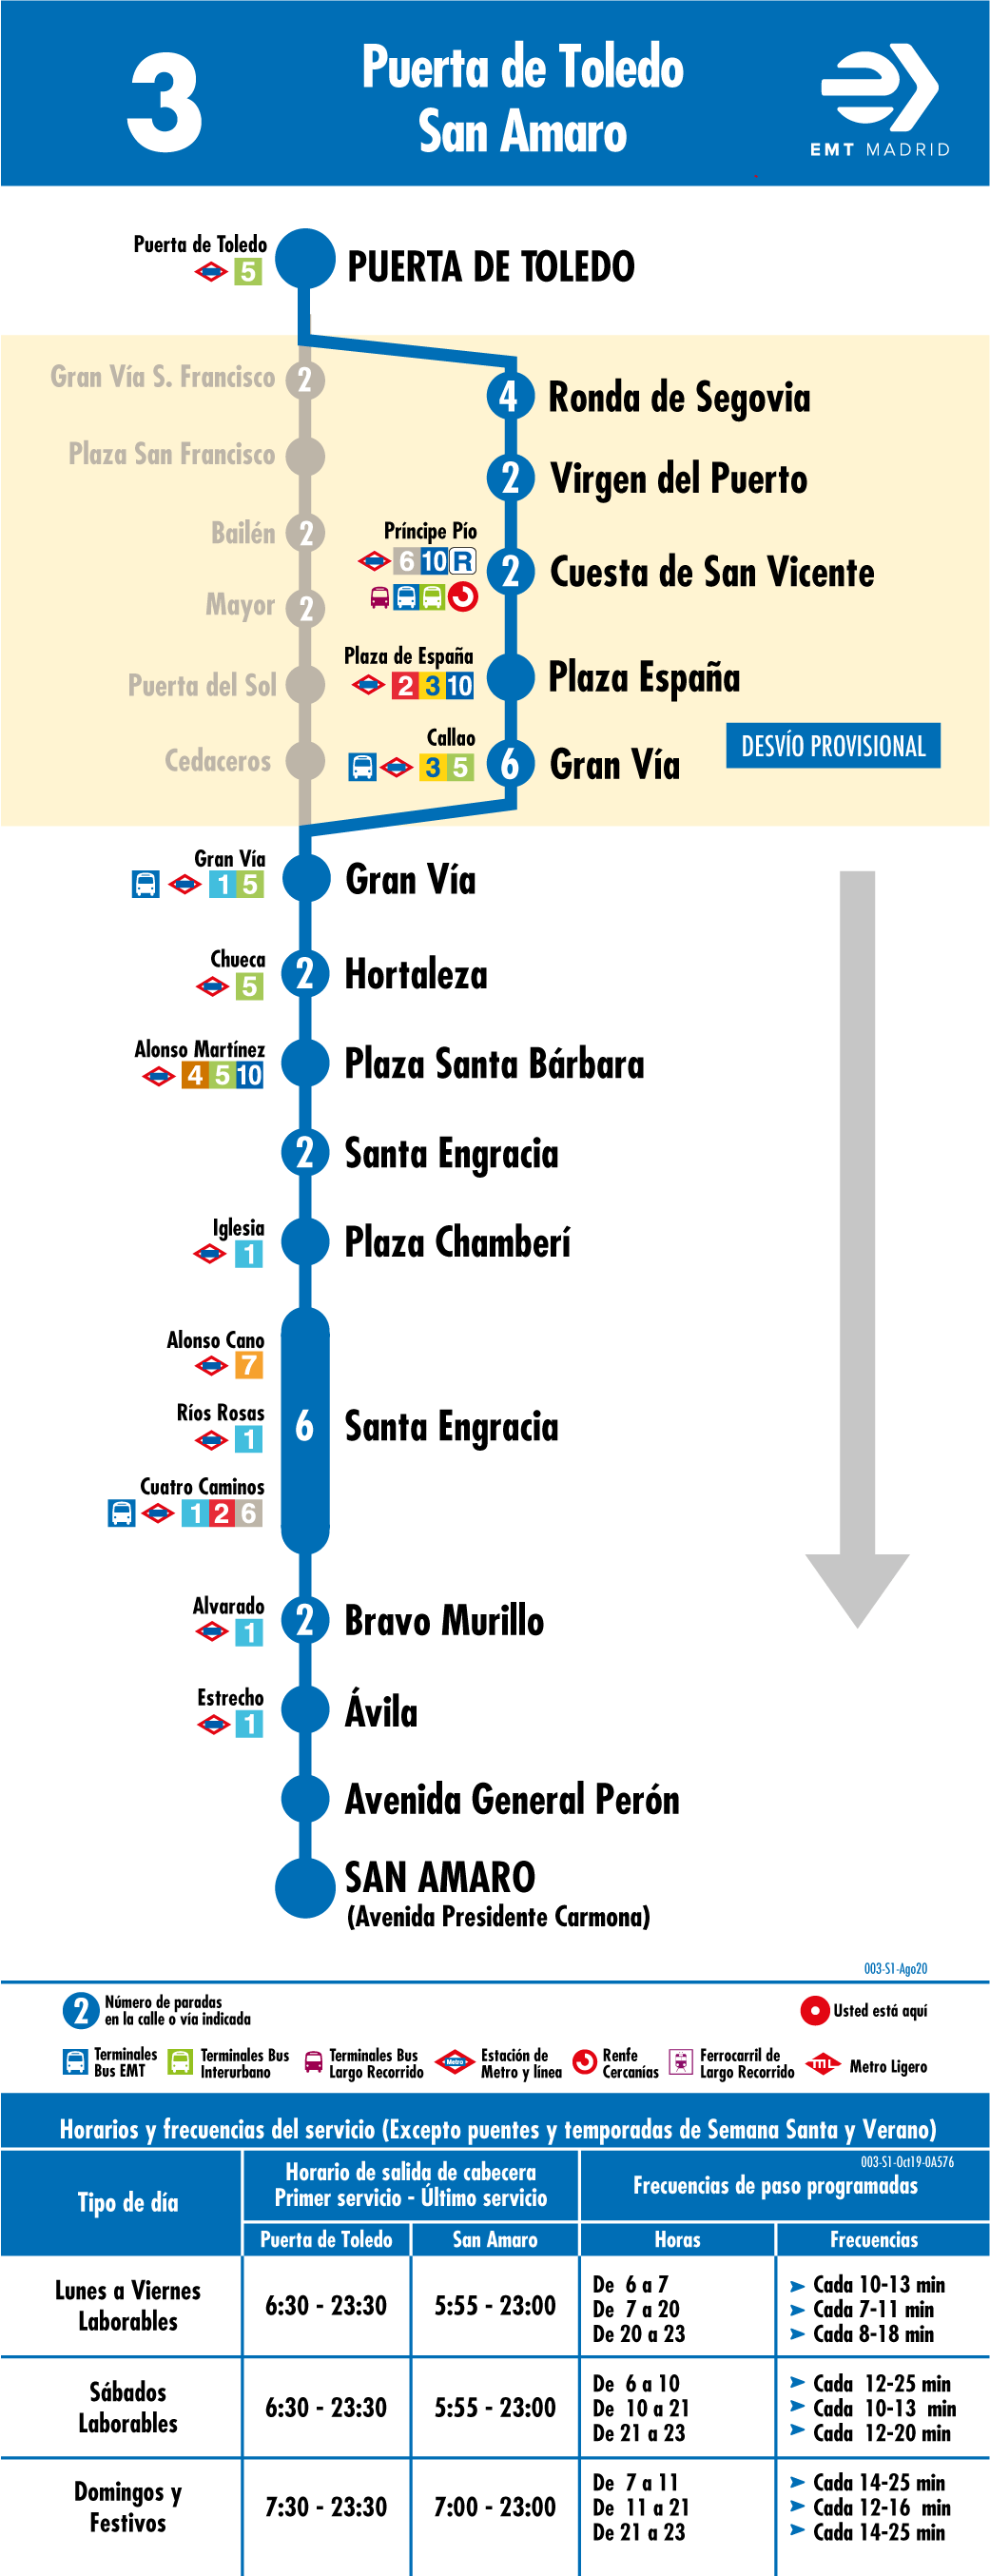 3
Puerta de Toledo
San Amaro
EMT MADRID
Puerta de Toledo
5
PUERTA DE TOLEDO
Gran Vía S. Francisco
2
Plaza San Francisco
Bailén
2
Mayor
2
Puerta del Sol
Cedaceros
4
Ronda de Segovia
2
Virgen del Puerto
Príncipe Pío
6 10 R
2
Cuesta de San Vicente
Plaza de España
2 3 10
Plaza España
Callao
3 5
6
Gran Vía
DESVÍO PROVISIONAL
Gran Vía
1 5
Gran Vía
Chueca
5
2
Hortaleza
Alonso Martínez
4 5 10
Plaza Santa Bárbara
2
Santa Engracia
Iglesia
1
Plaza Chamberí
Alonso Cano
7
Ríos Rosas
1
6
Santa Engracia
Cuatro Caminos
1 2 6
Alvarado
1
2
Bravo Murillo
Estrecho
1
Ávila
Avenida General Perón
SAN AMARO
(Avenida Presidente Carmona)
003-S1-Ago20
2
Número de paradas
en la calle o vía indicada
Usted está aquí
Terminales
Bus EMT
Terminales Bus
Interurbano
Terminales Bus
Largo Recorrido
Metro
Estación de
Metro y línea
Renfe
Cercanías
Ferrocarril de
Largo Recorrido
ML
Metro Ligero
Horarios y frecuencias del servicio (Excepto puentes y temporadas de Semana Santa y Verano)
003-S1-Oct19-0A576
Tipo de día
Horario de salida de cabecera
Primer servicio - Último servicio
Frecuencias de paso programadas
Puerta de Toledo
San Amaro
Horas
Frecuencias
Lunes a Viernes
Laborables
6:30 - 23:30
5:55 - 23:00
De 6 a 7
Cada 10-13 min
De 7 a 20
Cada 7-11 min
De 20 a 23
Cada 8-18 min
Sábados
Laborables
6:30 - 23:30
5:55 - 23:00
De 6 a 10
Cada 12-25 min
De 10 a 21
Cada 10-13 min
De 21 a 23
Cada 12-20 min
Domingos y
Festivos
7:30 - 23:30
7:00 - 23:00
De 7 a 11
Cada 14-25 min
De 11 a 21
Cada 12-16 min
De 21 a 23
Cada 14-25 min